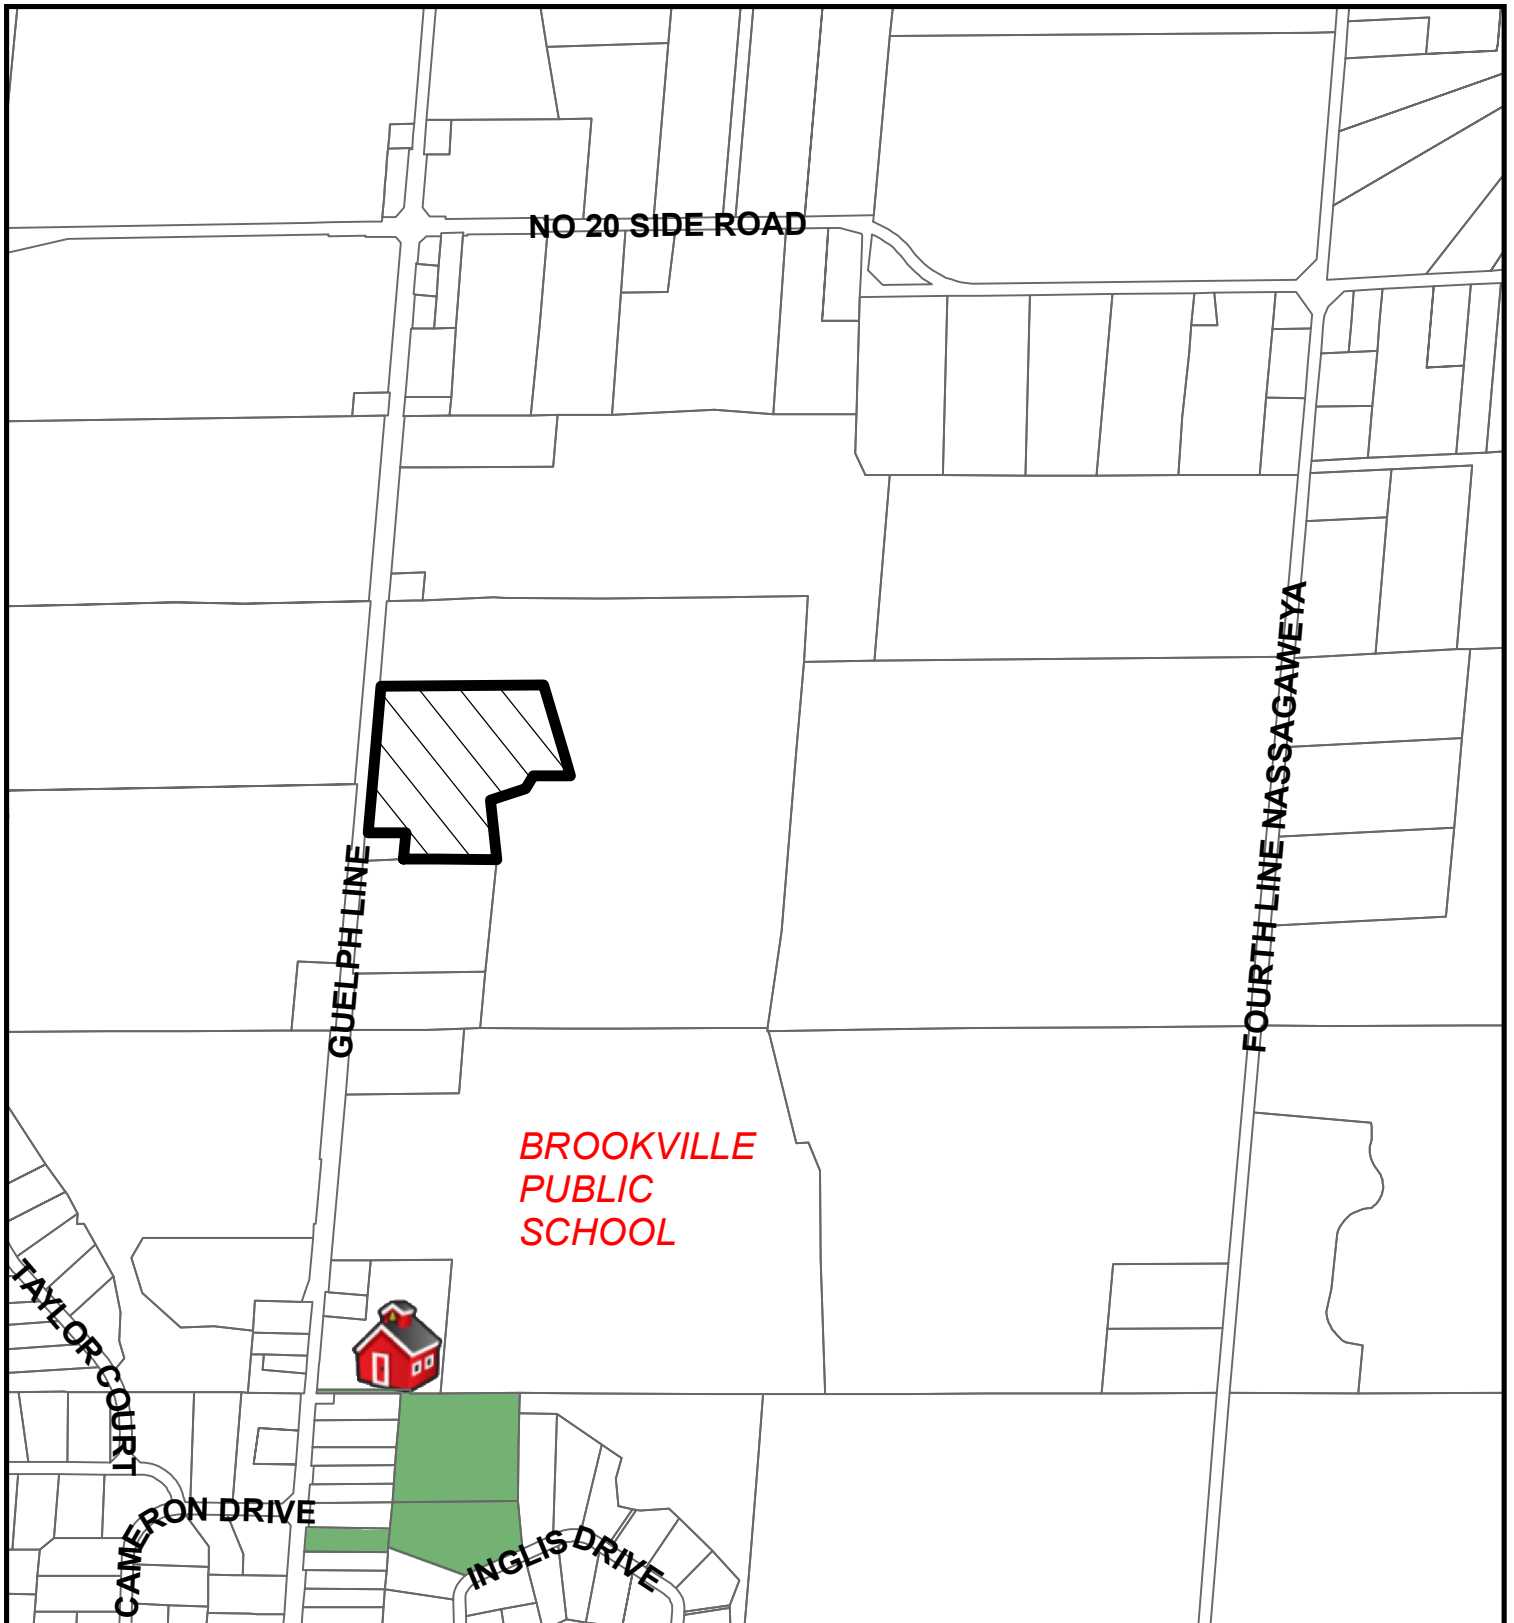 NO 20 SIDE ROAD
FOURTH LINE NASSAGAWEYA
GUELPH LINE
BROOKVILLE
PUBLIC
SCHOOL
TAYLOR COURT
CAMERON DRIVE
INGLIS DRIVE